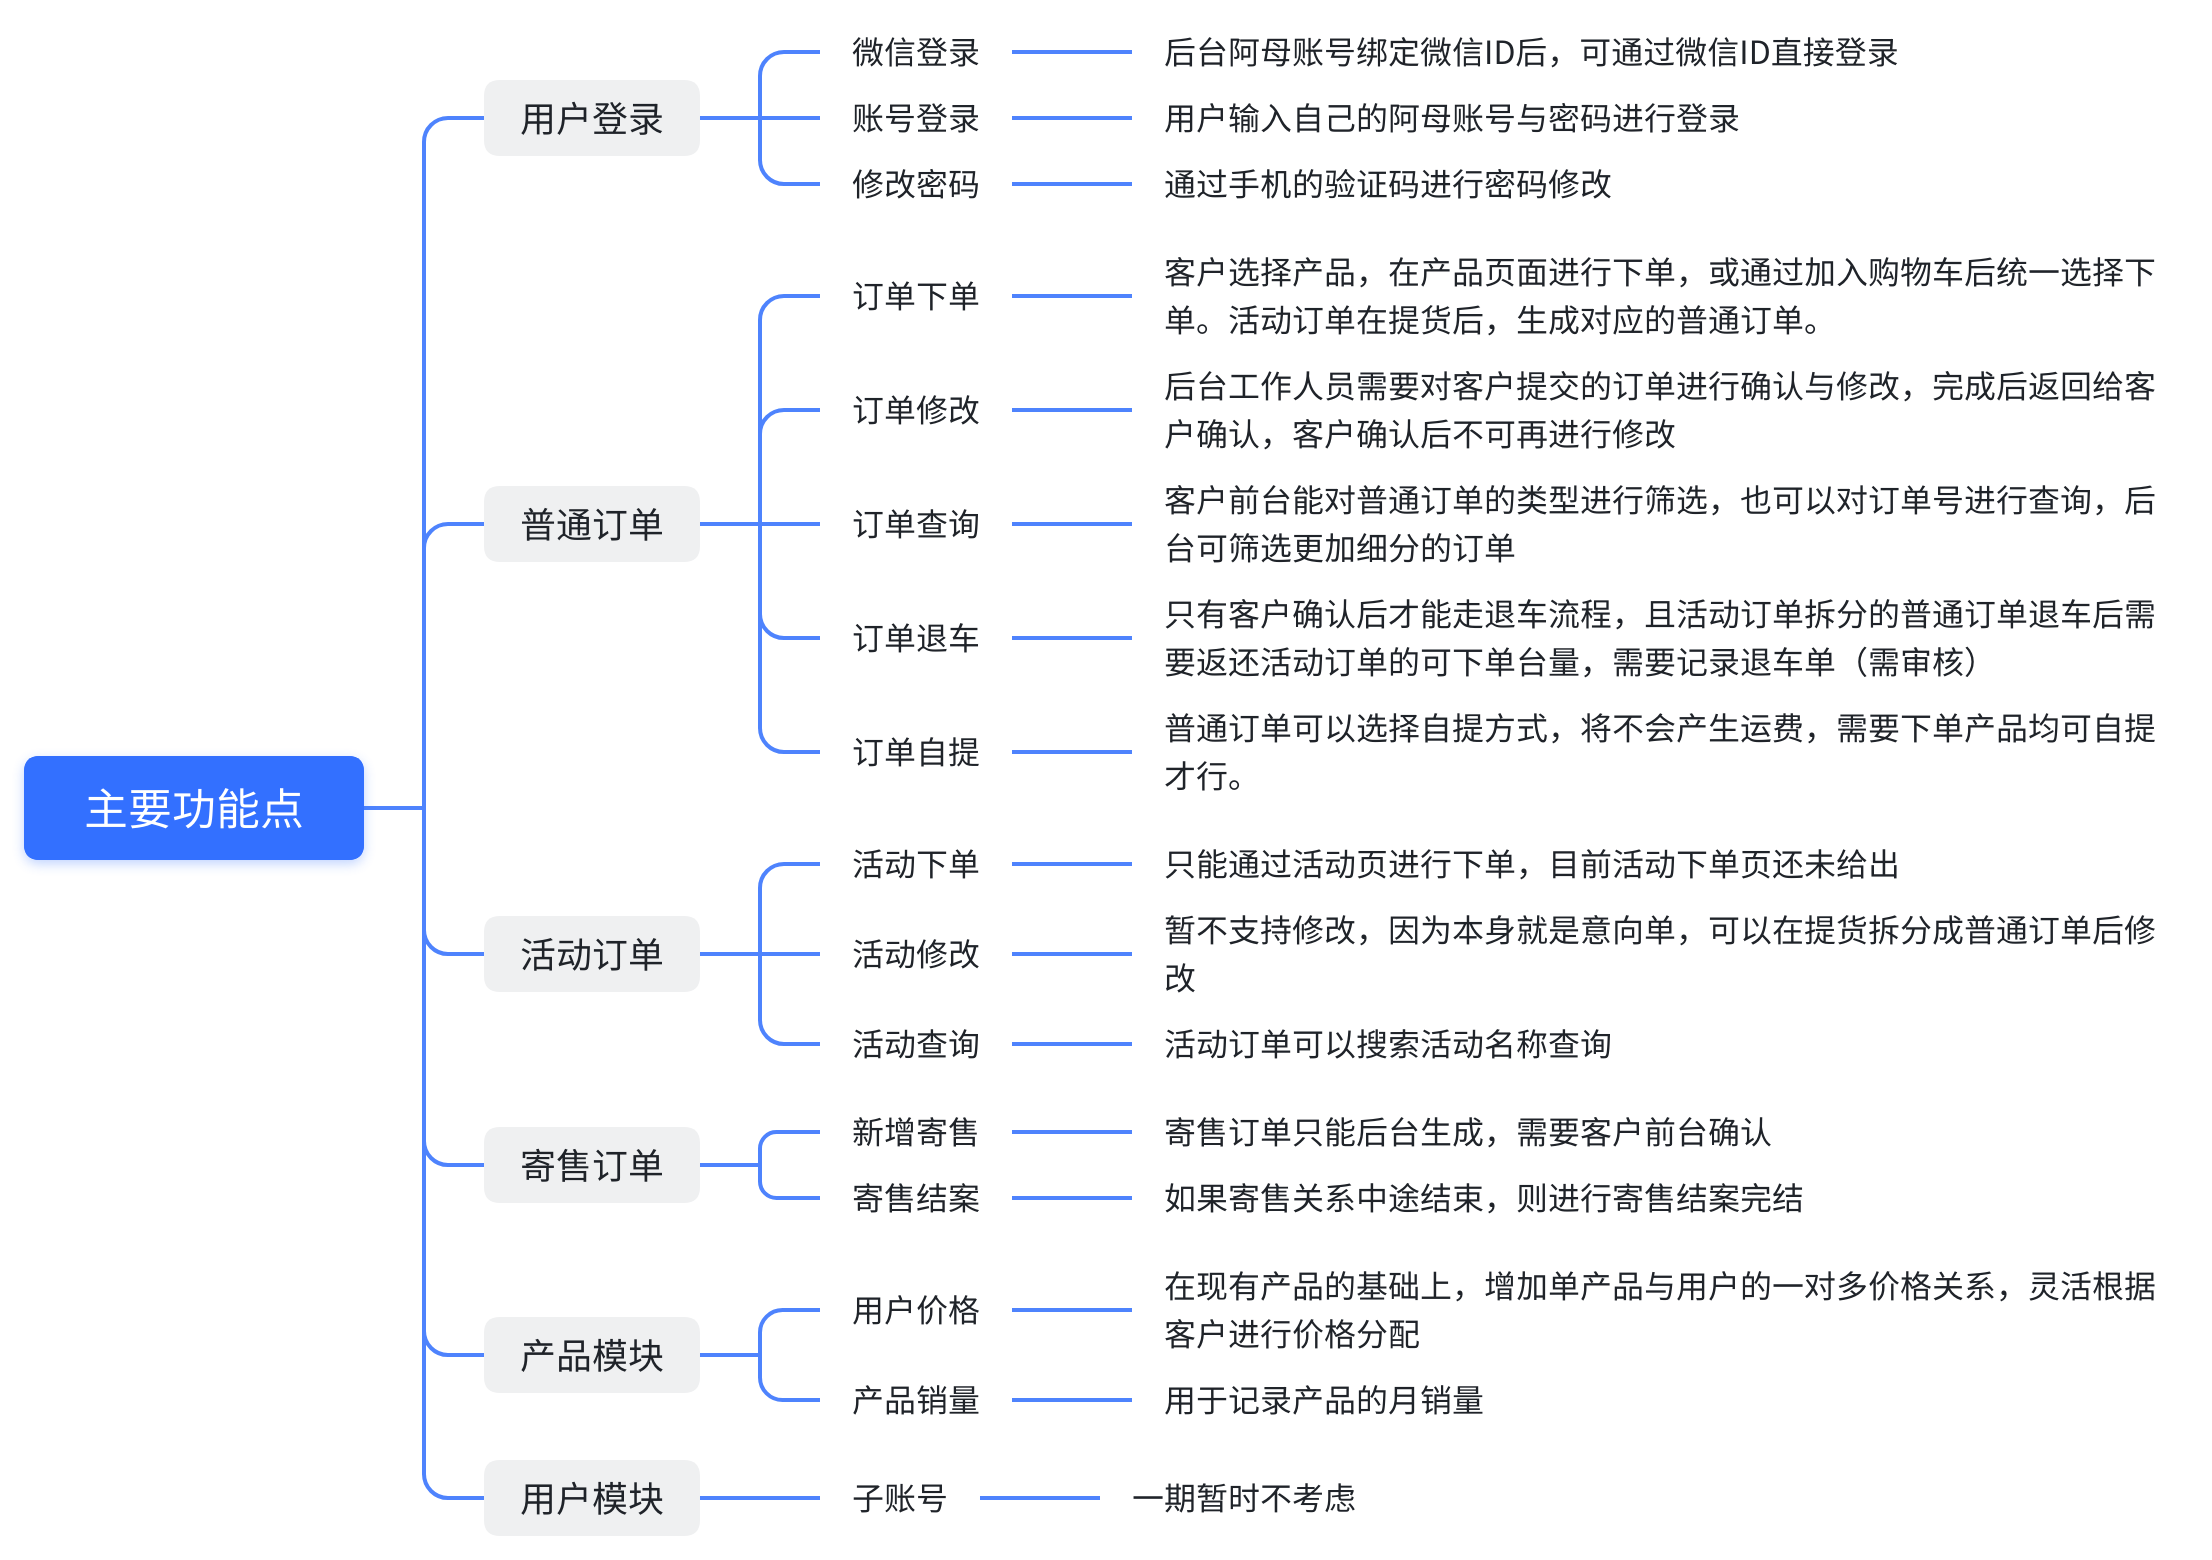 主要功能点
用户登录
微信登录
后台阿母账号绑定微信ID后，可通过微信ID直接登录
账号登录
用户输入自己的阿母账号与密码进行登录
修改密码
通过手机的验证码进行密码修改
普通订单
订单下单
客户选择产品，在产品页面进行下单，或通过加入购物车后统一选择下
单。活动订单在提货后，生成对应的普通订单。
订单修改
后台工作人员需要对客户提交的订单进行确认与修改，完成后返回给客
户确认，客户确认后不可再进行修改
订单查询
客户前台能对普通订单的类型进行筛选，也可以对订单号进行查询，后
台可筛选更加细分的订单
订单退车
只有客户确认后才能走退车流程，且活动订单拆分的普通订单退车后需
要返还活动订单的可下单台量，需要记录退车单（需审核）
订单自提
普通订单可以选择自提方式，将不会产生运费，需要下单产品均可自提
才行。
活动订单
活动下单
只能通过活动页进行下单，目前活动下单页还未给出
活动修改
暂不支持修改，因为本身就是意向单，可以在提货拆分成普通订单后修
改
活动查询
活动订单可以搜索活动名称查询
寄售订单
新增寄售
寄售订单只能后台生成，需要客户前台确认
寄售结案
如果寄售关系中途结束，则进行寄售结案完结
产品模块
用户价格
在现有产品的基础上，增加单产品与用户的一对多价格关系，灵活根据
客户进行价格分配
产品销量
用于记录产品的月销量
用户模块
子账号
一期暂时不考虑